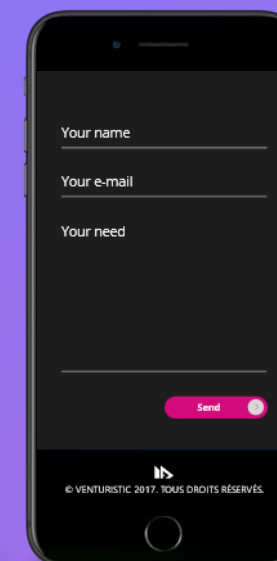 Your name
Your e-mail
Your need
Send
© VENTURISTIC 2017. TOUS DROITS RÉSERVÉS.